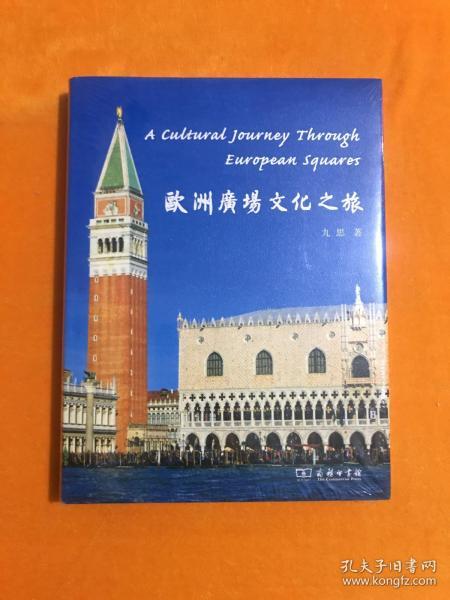 A Cultural Journey Through
European Squares
歐洲廣場文化之旅
九思 著
商務印書館
The Commercial Press
孔夫子旧书网
www.kongfz.com